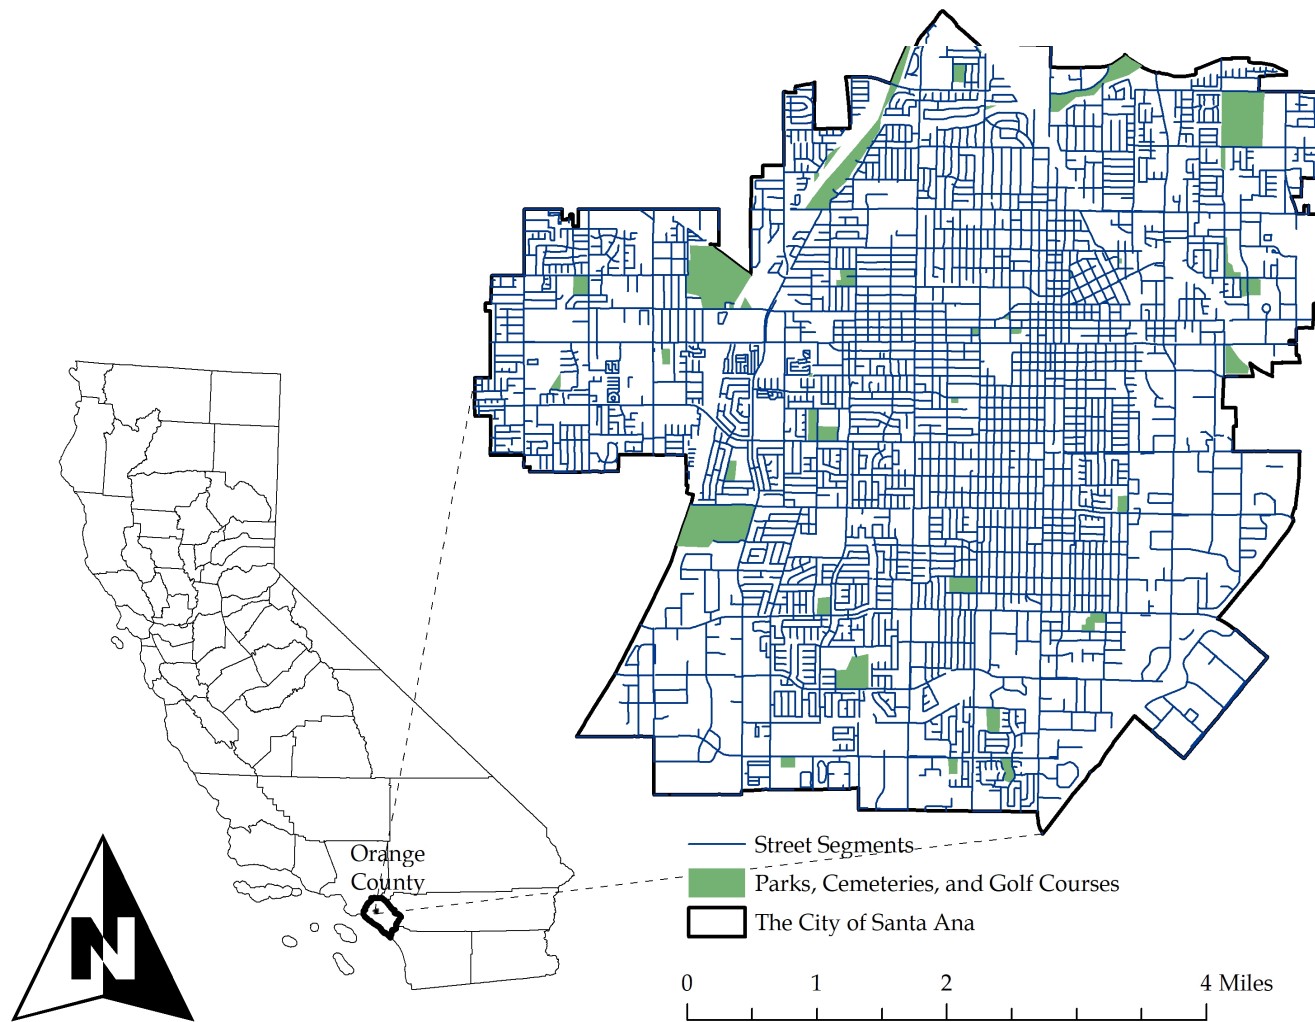 Orange
County
Street Segments
Parks, Cemeteries, and Golf Courses
The City of Santa Ana
N
0 1 2 4 Miles